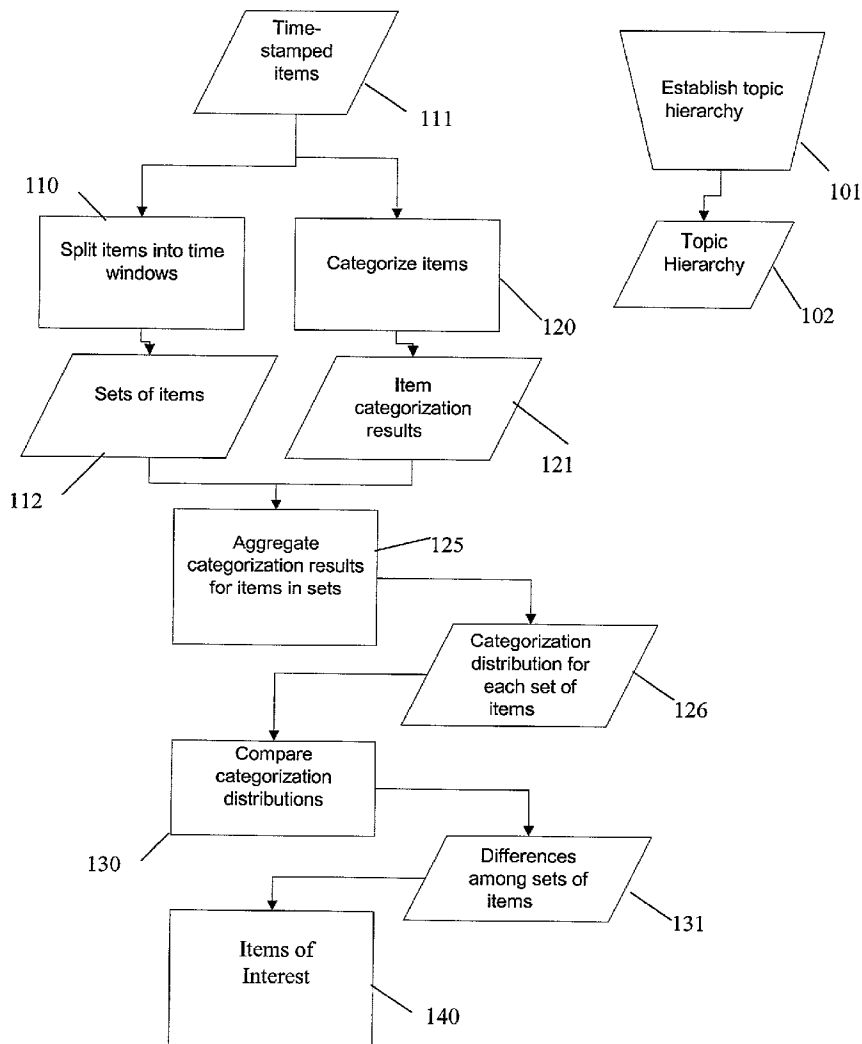 Time-
stamped
items
111
Establish topic
hierarchy
101
Topic
Hierarchy
102
110
Split items into time
windows
Categorize items
120
Sets of items
112
Item
categorization
results
121
Aggregate
categorization results
for items in sets
125
Categorization
distribution for
each set of
items
126
Compare
categorization
distributions
130
Differences
among sets of
items
131
Items of
Interest
140